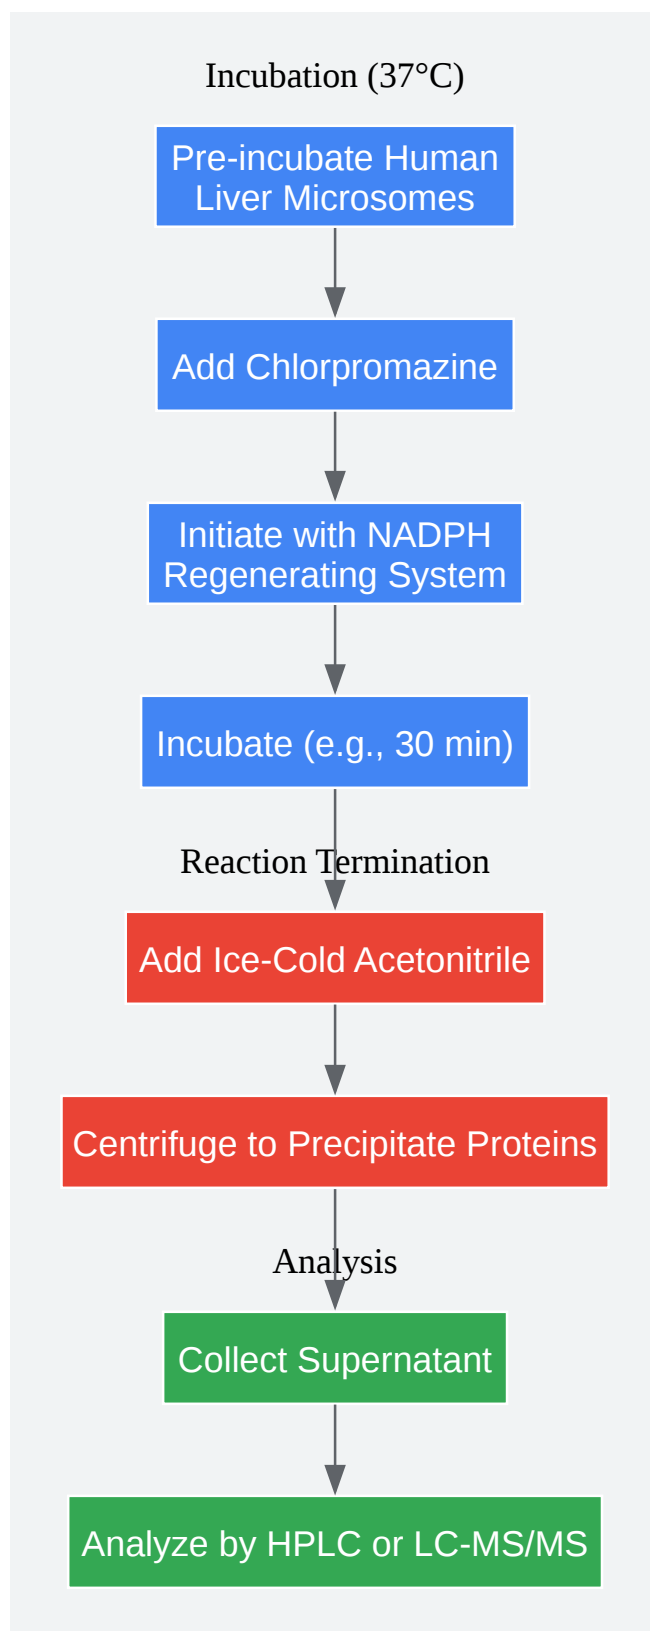 Incubation (37°C)
Pre-incubate Human
Liver Microsomes
Add Chlorpromazine
Initiate with NADPH
Regenerating System
Incubate (e.g., 30 min)
Reaction Termination
Add Ice-Cold Acetonitrile
Centrifuge to Precipitate Proteins
Analysis
Collect Supernatant
Analyze by HPLC or LC-MS/MS